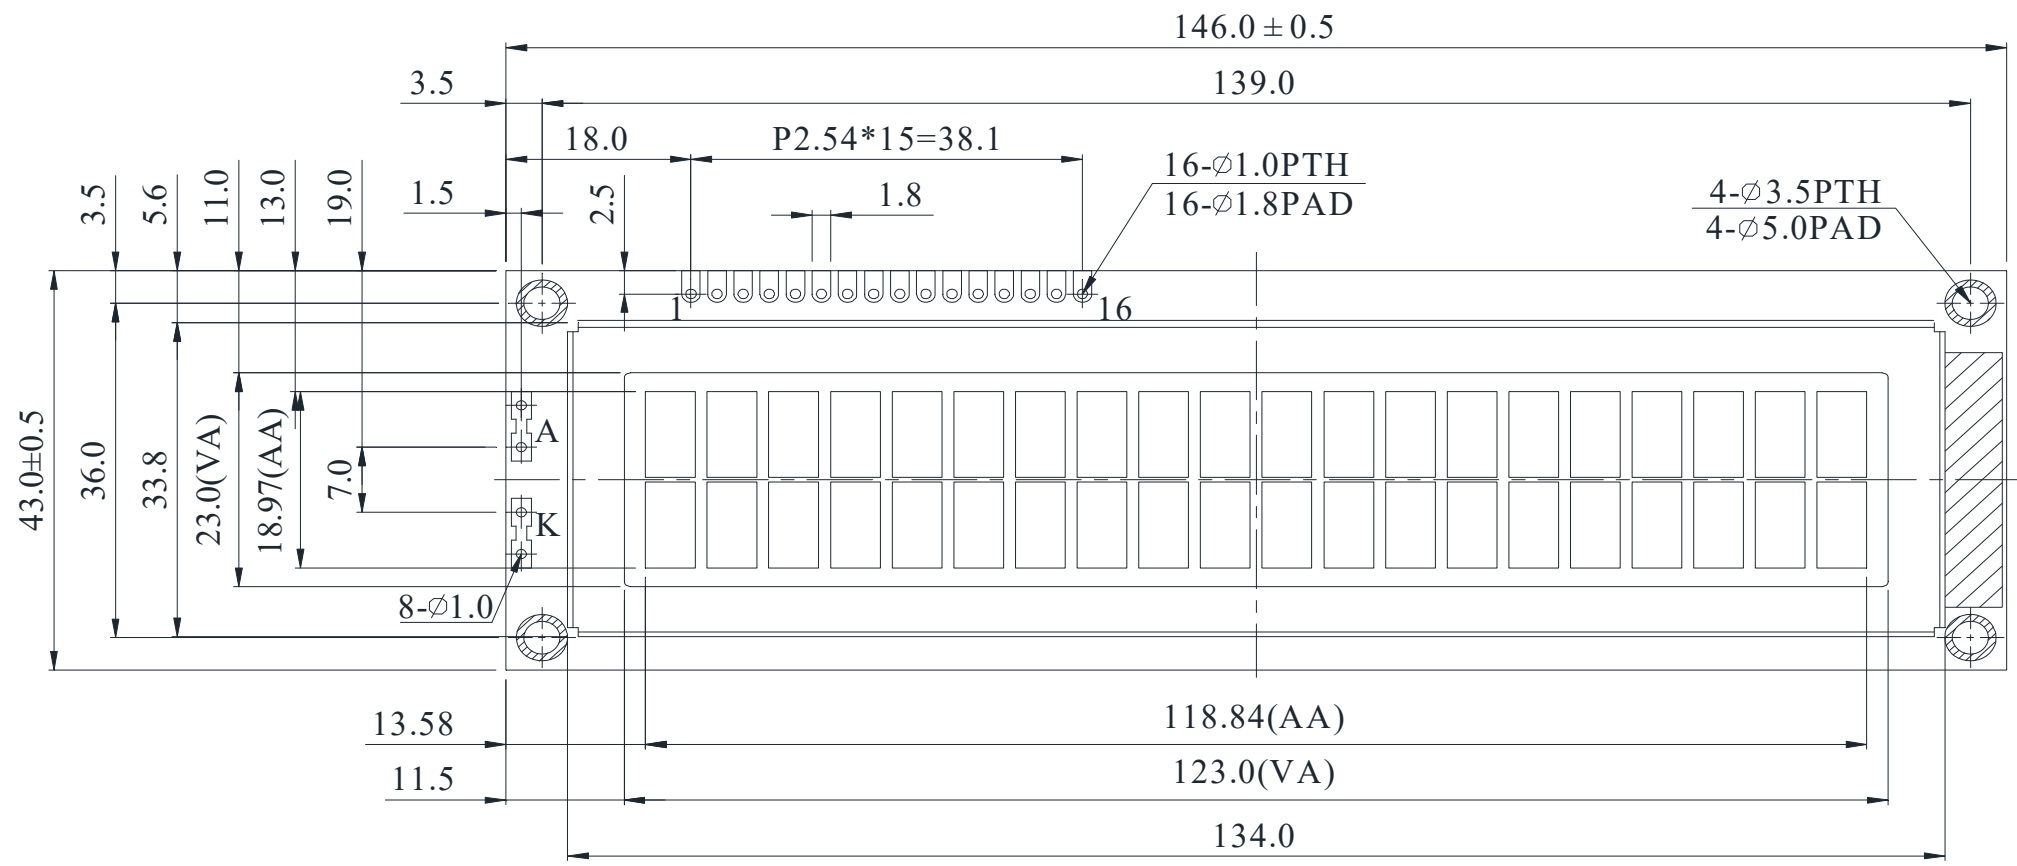 146.0 ± 0.5
3.5
139.0
18.0
P2.54*15=38.1
16-⌀1.0PTH
16-⌀1.8PAD
4-⌀3.5PTH
4-⌀5.0PAD
3.5
5.6
11.0
13.0
19.0
1.5
2.5
1.8
1
16
43.0±0.5
36.0
33.8
23.0(VA)
18.97(AA)
7.0
A
K
8-⌀1.0
13.58
118.84(AA)
11.5
123.0(VA)
134.0